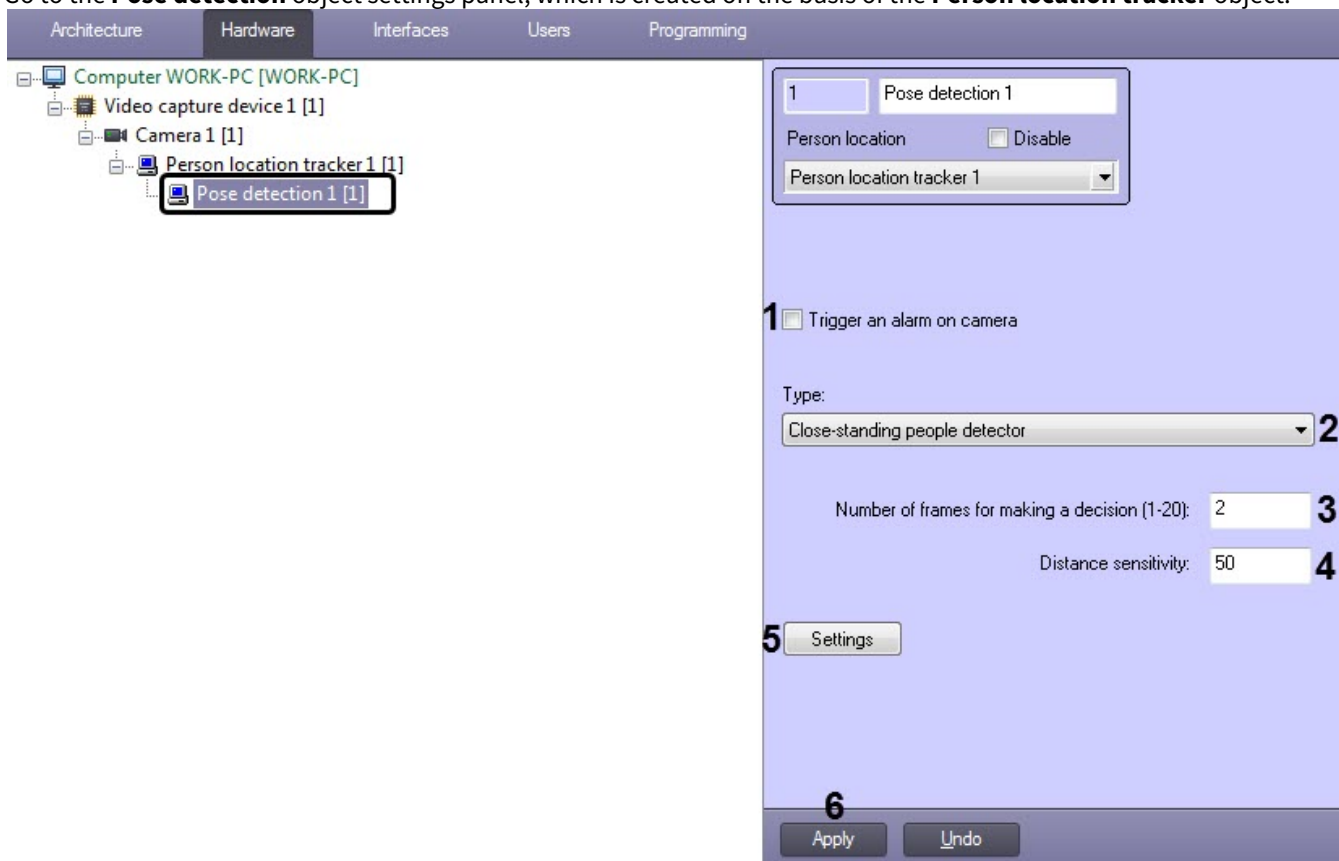 Go to the Pose detection object settings panel, which is created on the basis of the Person location tracker object.
Architecture Hardware Interfaces Users Programming
Computer WORK-PC [WORK-PC]
Video capture device 1 [1]
Camera 1 [1]
Person location tracker 1 [1]
Pose detection 1 [1]
1 Pose detection 1
Person location Disable
Person location tracker 1
1 Trigger an alarm on camera
Type:
Close-standing people detector 2
Number of frames for making a decision (1-20): 2 3
Distance sensitivity: 50 4
5 Settings
6
Apply Undo